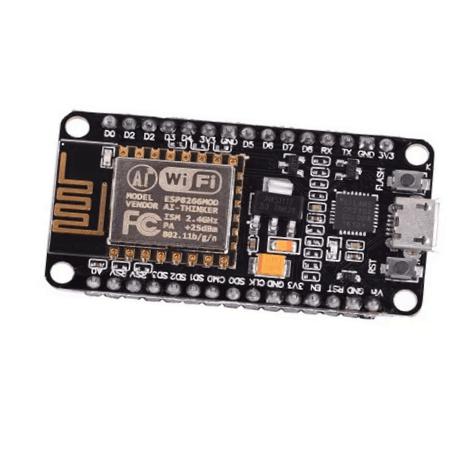 D0 D2 D2 D3 D4 3V3 GND D5 D6 D7 D8 RX TX GND 3V3
FLASH
AI WiFi
MODEL ESP8266MOD
VENDOR AI-THINKER
FC ISM 2.4GHz
PA +25dBm
802.11b/g/n
RST
SD3 SD2 SD1 CMD SD0 CLK GND 3V3 EN RST GND Vin